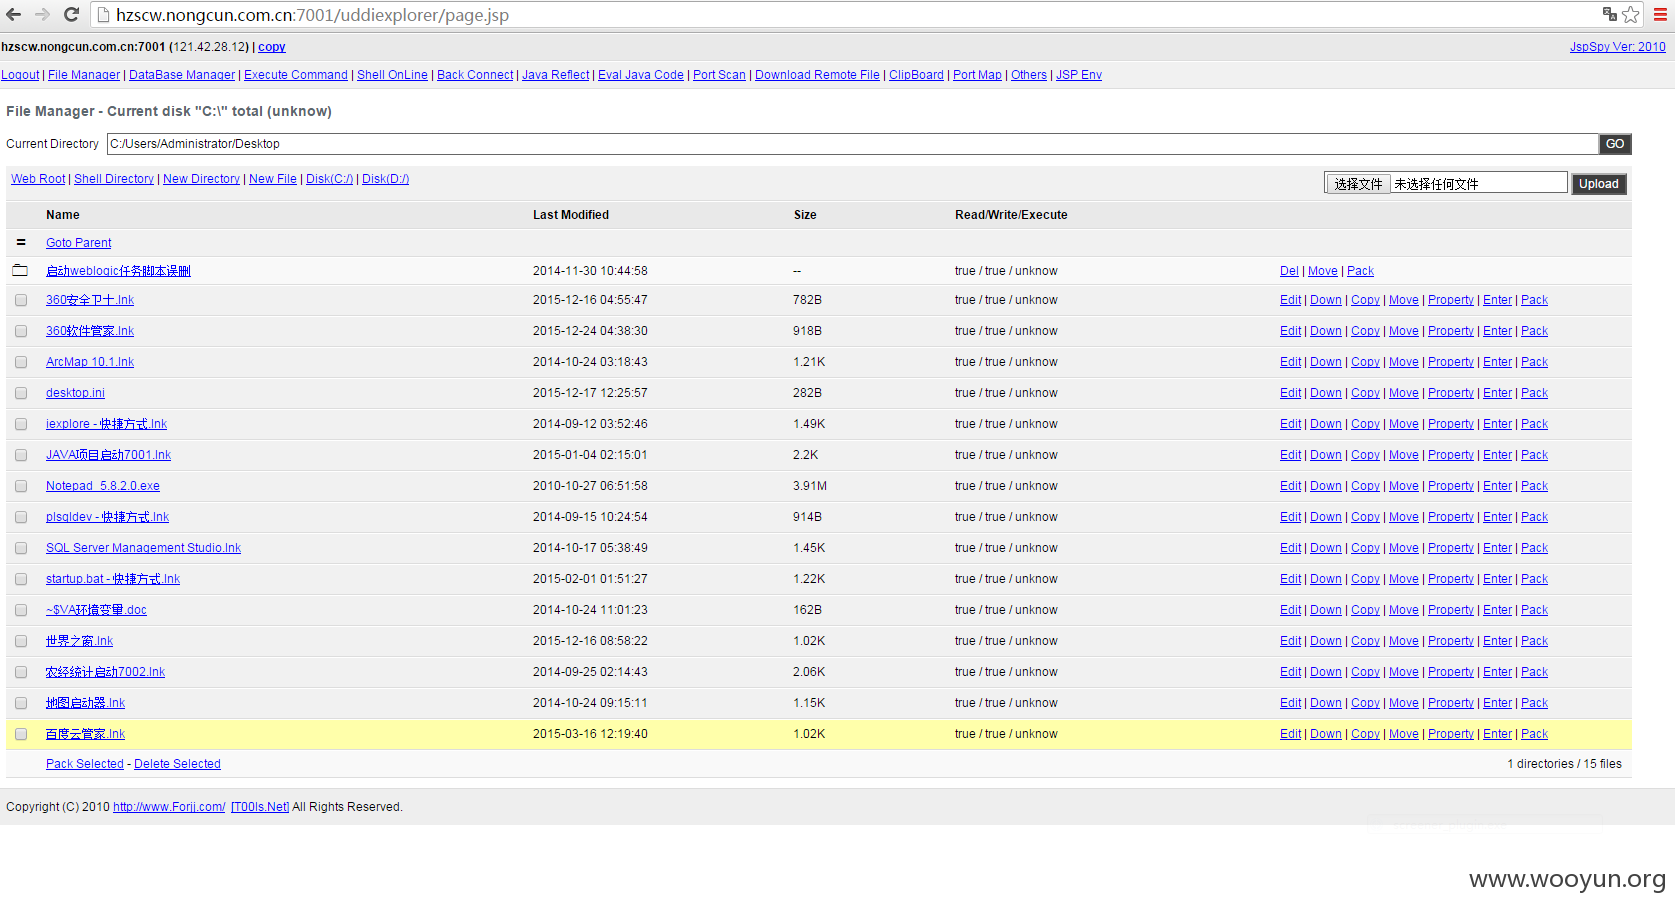 hzscw.nongcun.com.cn:7001/uddiexplorer/page.jsp
hzscw.nongcun.com.cn:7001 (121.42.28.12) | copy JspSpy Ver: 2010
Logout | File Manager | DataBase Manager | Execute Command | Shell OnLine | Back Connect | Java Reflect | Eval Java Code | Port Scan | Download Remote File | ClipBoard | Port Map | Others | JSP Env
File Manager - Current disk "C:\" total (unknow)
Current Directory C:/Users/Administrator/Desktop GO
Web Root | Shell Directory | New Directory | New File | Disk(C:/) | Disk(D:/) 选择文件 未选择任何文件 Upload
Name Last Modified Size Read/Write/Execute
= Goto Parent
启动weblogic任务脚本误删 2014-11-30 10:44:58 -- true / true / unknow Del | Move | Pack
360安全卫士.lnk 2015-12-16 04:55:47 782B true / true / unknow Edit | Down | Copy | Move | Property | Enter | Pack
360软件管家.lnk 2015-12-24 04:38:30 918B true / true / unknow Edit | Down | Copy | Move | Property | Enter | Pack
ArcMap 10.1.lnk 2014-10-24 03:18:43 1.21K true / true / unknow Edit | Down | Copy | Move | Property | Enter | Pack
desktop.ini 2015-12-17 12:25:57 282B true / true / unknow Edit | Down | Copy | Move | Property | Enter | Pack
iexplore - 快捷方式.lnk 2014-09-12 03:52:46 1.49K true / true / unknow Edit | Down | Copy | Move | Property | Enter | Pack
JAVA项目启动7001.lnk 2015-01-04 02:15:01 2.2K true / true / unknow Edit | Down | Copy | Move | Property | Enter | Pack
Notepad_5.8.2.0.exe 2010-10-27 06:51:58 3.91M true / true / unknow Edit | Down | Copy | Move | Property | Enter | Pack
plsqldev - 快捷方式.lnk 2014-09-15 10:24:54 914B true / true / unknow Edit | Down | Copy | Move | Property | Enter | Pack
SQL Server Management Studio.lnk 2014-10-17 05:38:49 1.45K true / true / unknow Edit | Down | Copy | Move | Property | Enter | Pack
startup.bat - 快捷方式.lnk 2015-02-01 01:51:27 1.22K true / true / unknow Edit | Down | Copy | Move | Property | Enter | Pack
~$VA环境变量.doc 2014-10-24 11:01:23 162B true / true / unknow Edit | Down | Copy | Move | Property | Enter | Pack
世界之窗.lnk 2015-12-16 08:58:22 1.02K true / true / unknow Edit | Down | Copy | Move | Property | Enter | Pack
农经统计启动7002.lnk 2014-09-25 02:14:43 2.06K true / true / unknow Edit | Down | Copy | Move | Property | Enter | Pack
地图启动器.lnk 2014-10-24 09:15:11 1.15K true / true / unknow Edit | Down | Copy | Move | Property | Enter | Pack
百度云管家.lnk 2015-03-16 12:19:40 1.02K true / true / unknow Edit | Down | Copy | Move | Property | Enter | Pack
Pack Selected - Delete Selected 1 directories / 15 files
Copyright (C) 2010 http://www.Forjj.com/ [T00ls.Net] All Rights Reserved.
www.wooyun.org